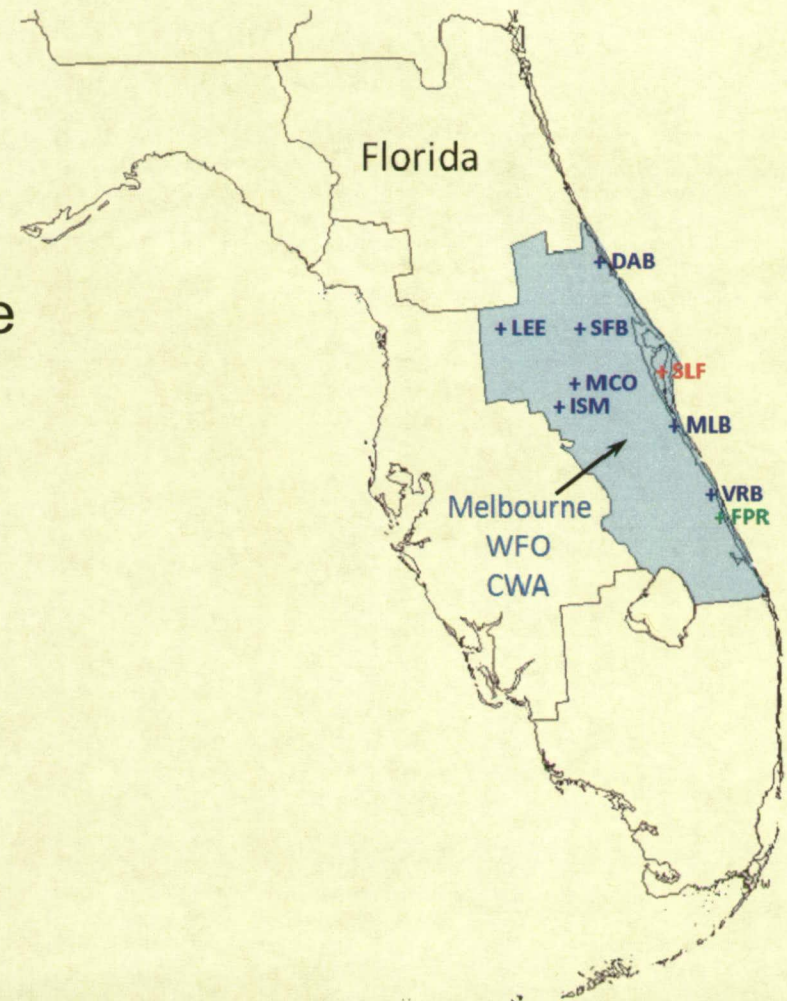 Florida
e
+DAB
+LEE
+SFB
+SLF
+MCO
+ISM
+MLB
+VRB
+FPR
Melbourne
WFO
CWA